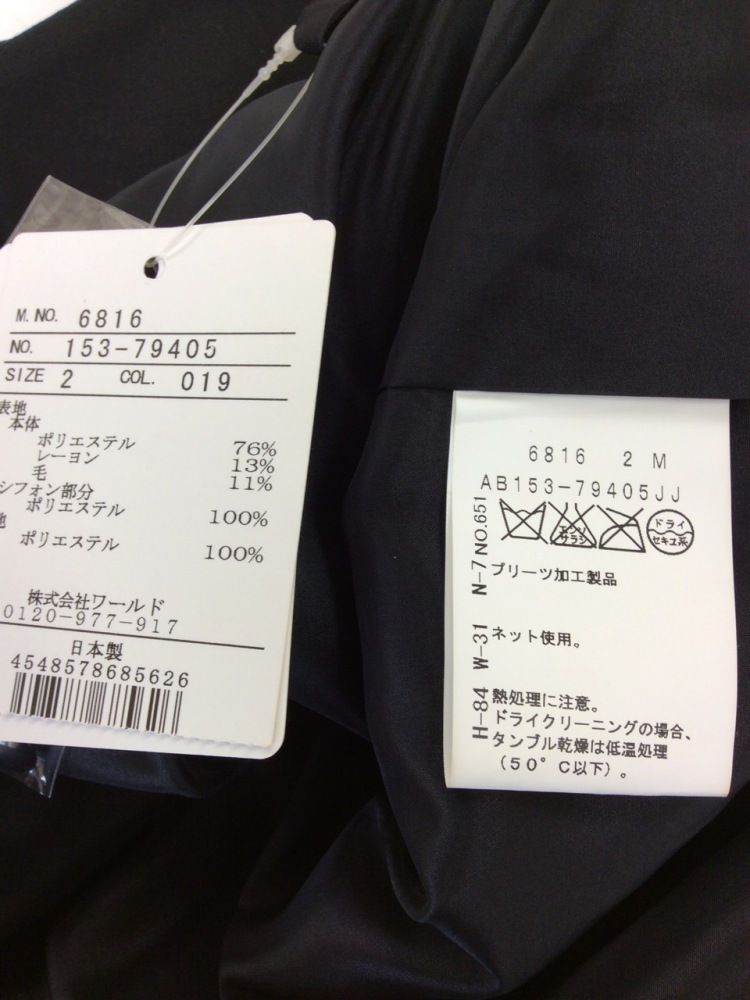 M. NO. 6816
NO. 153-79405
SIZE 2 COL. 019
表地
本体
ポリエステル 76%
レーヨン 13%
毛 11%
シフォン部分
ポリエステル 100%
地
ポリエステル 100%
株式会社ワールド
0120-977-917
日本製
4548578685626
6816 2 M
AB153-79405JJ
エンソ
サラシ
ドライ
セキユ系
NO.651
N-7 プリーツ加工製品
W-31 ネット使用。
H-84 熱処理に注意。
ドライクリーニングの場合、
タンブル乾燥は低温処理
(50°C以下)。